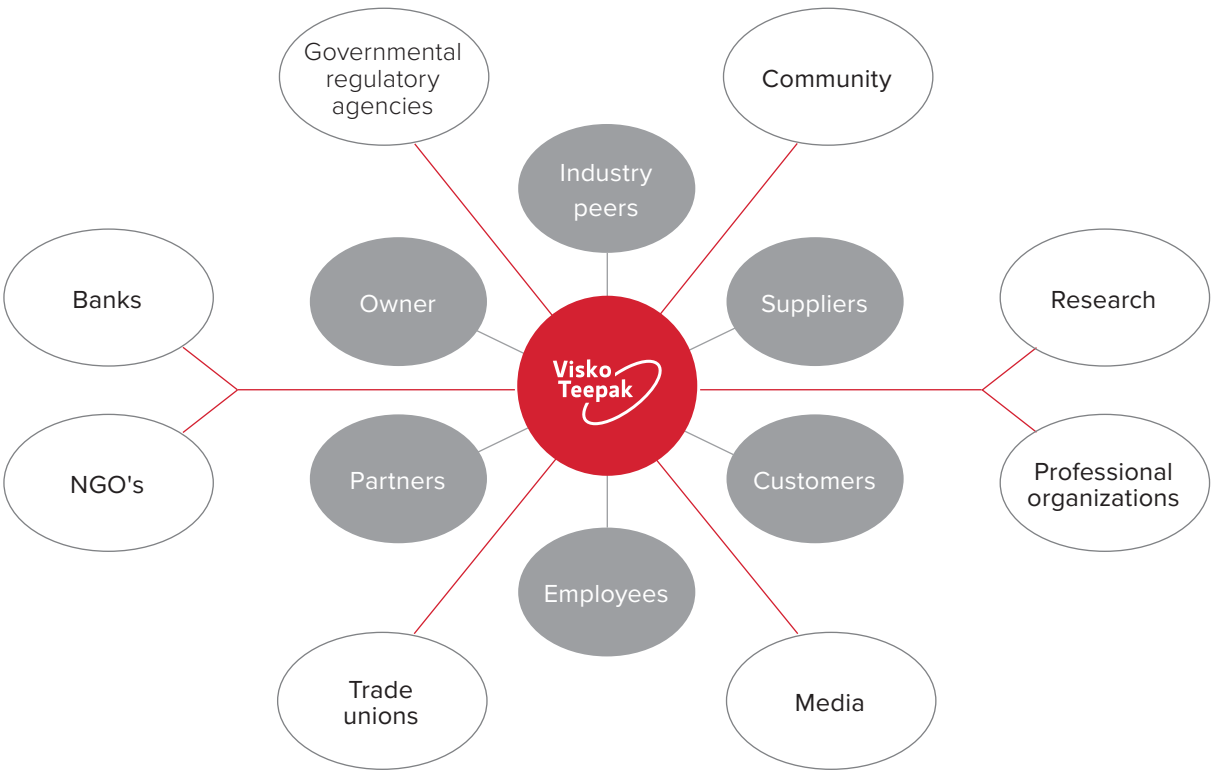 Governmental
regulatory
agencies
Community
Industry
peers
Banks
Owner
Suppliers
Research
Visko
Teepak
NGO's
Partners
Customers
Professional
organizations
Employees
Trade
unions
Media